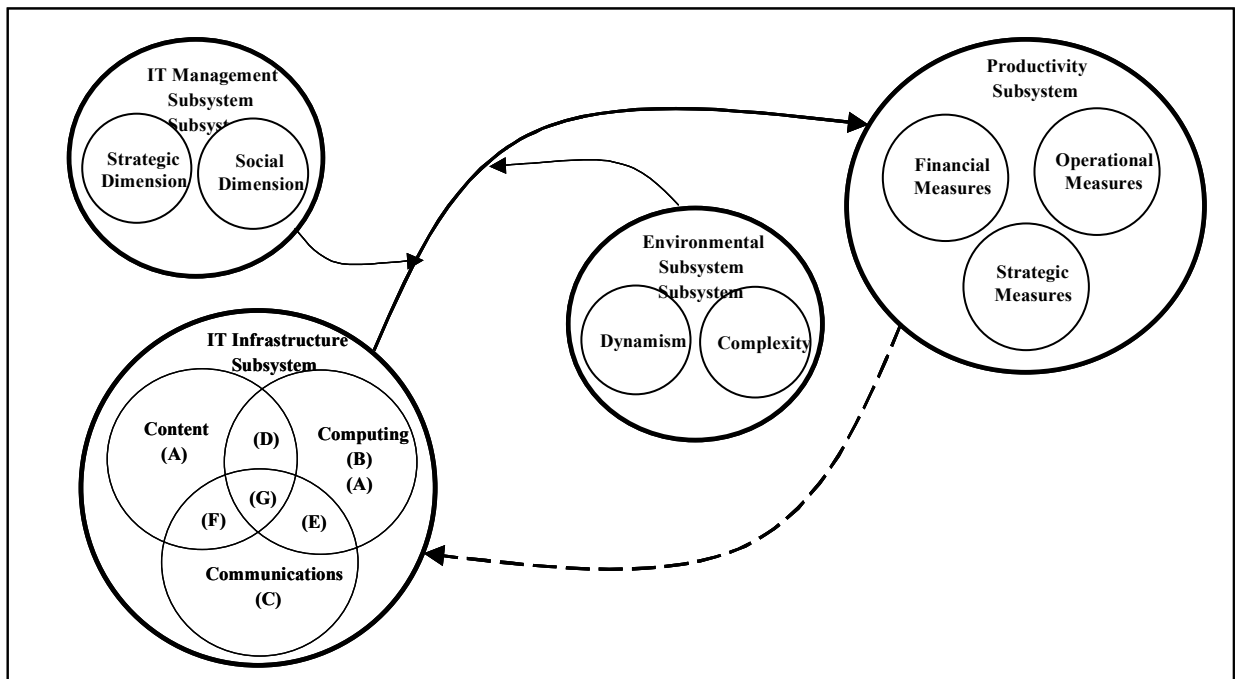 IT Management
Subsystem
Subsystem
Strategic
Dimension
Social
Dimension
Productivity
Subsystem
Financial
Measures
Operational
Measures
Strategic
Measures
Environmental
Subsystem
Subsystem
Dynamism
Complexity
IT Infrastructure
Subsystem
Content
(A)
(D)
Computing
(B)
(A)
(G)
(F)
(E)
Communications
(C)